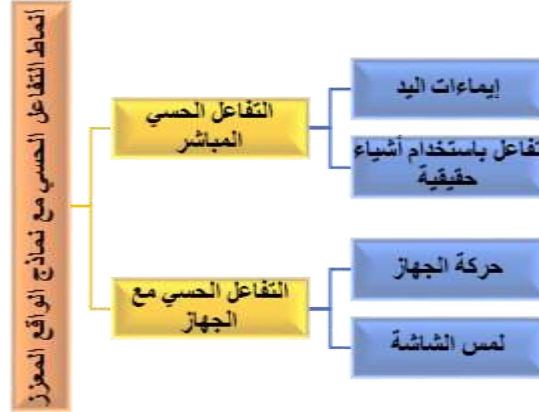 انماط التفاعل الحسي مع نماذج الواقع المعزز
التفاعل الحسي
المباشر
إيماءات اليد
تفاعل باستخدام أشياء
حقيقية
التفاعل الحسي مع
الجهاز
حركة الجهاز
لمس الشاشة